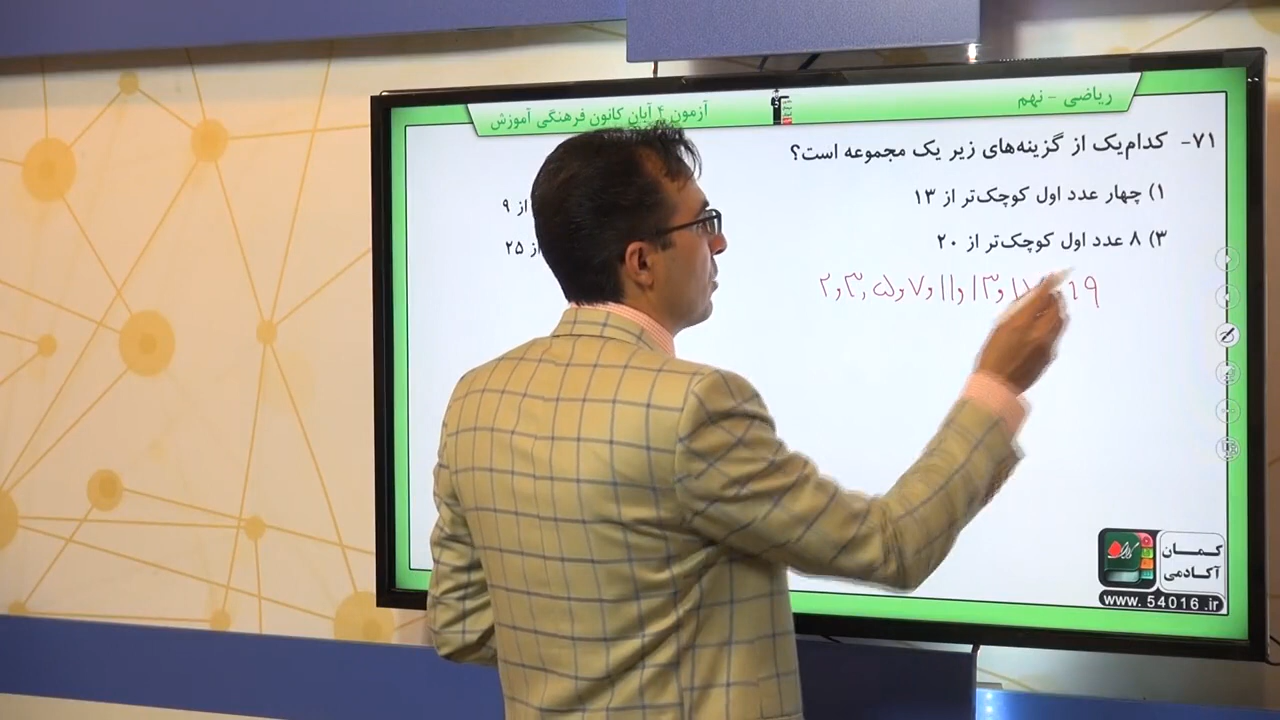 ریاضی - نهم
آزمون ۴ آبان کانون فرهنگی آموزش
۷۱- کدام‌یک از گزینه‌های زیر یک مجموعه است؟
۱) چهار عدد اول کوچک‌تر از ۱۳
از ۹
۳) ۸ عدد اول کوچک‌تر از ۲۰
از ۲۵
۲, ۳, ۵, ۷, ۱۱, ۱۳, ۱۷ ۱۹
کمان
آکادمی
www. 54016 .ir